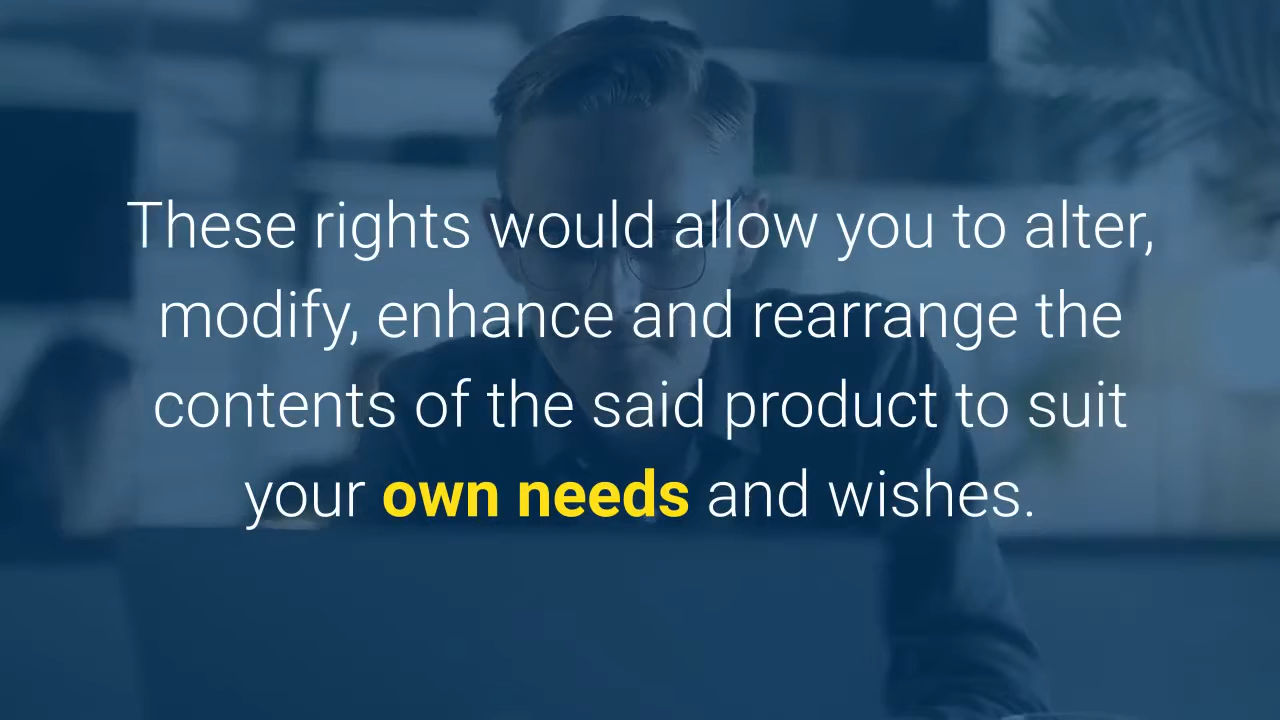 These rights would allow you to alter,
modify, enhance and rearrange the
contents of the said product to suit
your own needs and wishes.